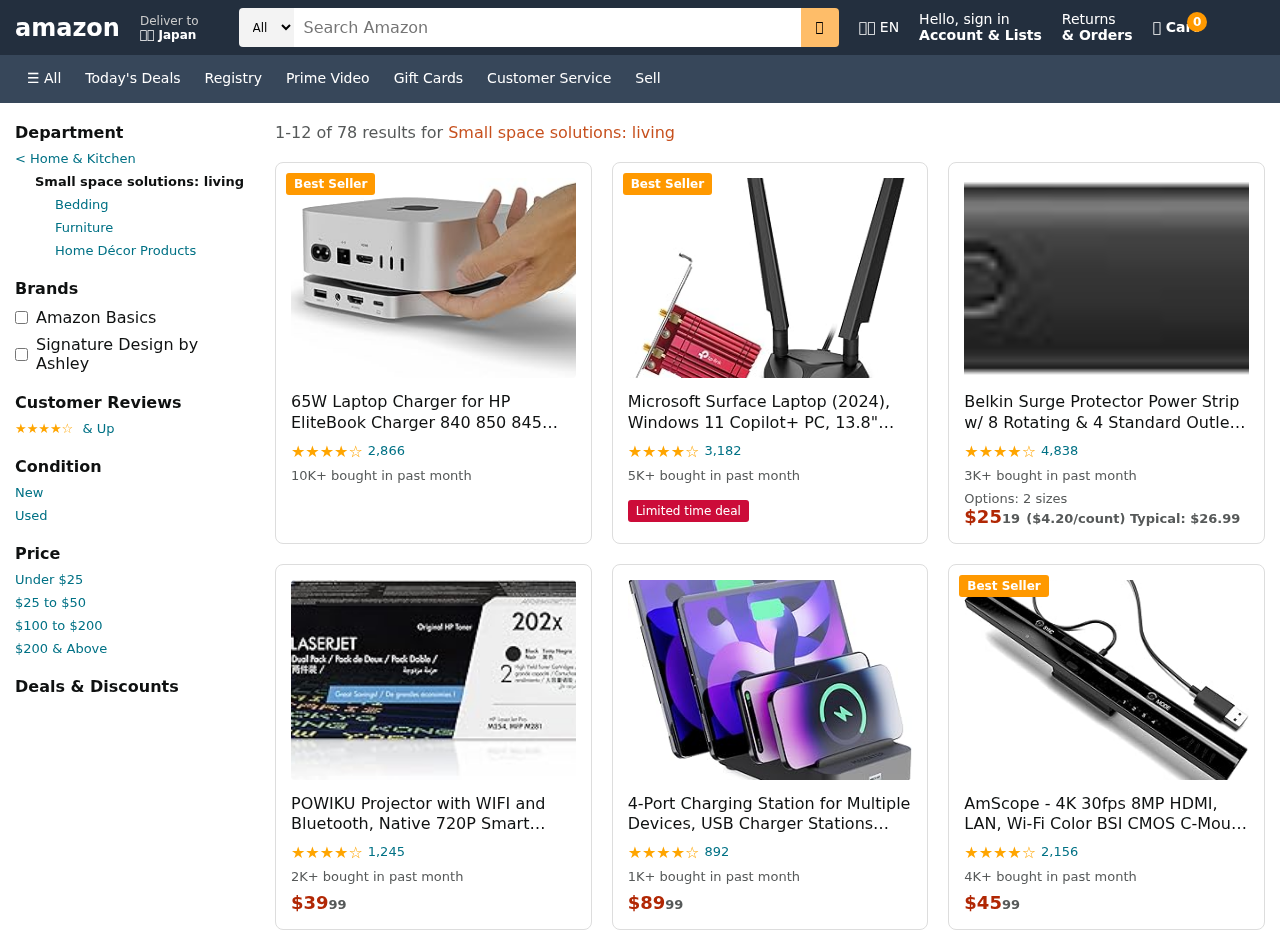 amazon
Deliver to
Japan
All
Search Amazon
EN
Hello, sign in
Account & Lists
Returns
& Orders
0
☰ All
Today's Deals
Registry
Prime Video
Gift Cards
Customer Service
Sell
Department
< Home & Kitchen
Small space solutions: living
Bedding
Furniture
Home Décor Products
Brands
Amazon Basics
Signature Design by
Ashley
Customer Reviews
★★★★☆ & Up
Condition
New
Used
Price
Under $25
$25 to $50
$100 to $200
$200 & Above
Deals & Discounts
1-12 of 78 results for Small space solutions: living
Best Seller
65W Laptop Charger for HP
EliteBook Charger 840 850 845…
★★★★☆ 2,866
10K+ bought in past month
Best Seller
Microsoft Surface Laptop (2024),
Windows 11 Copilot+ PC, 13.8"…
★★★★☆ 3,182
5K+ bought in past month
Limited time deal
Belkin Surge Protector Power Strip
w/ 8 Rotating & 4 Standard Outle…
★★★★☆ 4,838
3K+ bought in past month
Options: 2 sizes
$2519 ($4.20/count) Typical: $26.99
Original HP Toner
202x
LASERJET
Dual Pack / Pack de Deux / Pack Doble /
Great Savings! / De grandes économies !
Black
Noir
Tinta Negra
2
POWIKU Projector with WIFI and
Bluetooth, Native 720P Smart…
★★★★☆ 1,245
2K+ bought in past month
$3999
4-Port Charging Station for Multiple
Devices, USB Charger Stations…
★★★★☆ 892
1K+ bought in past month
$8999
Best Seller
SYNC
MODE
AmScope - 4K 30fps 8MP HDMI,
LAN, Wi-Fi Color BSI CMOS C-Mou…
★★★★☆ 2,156
4K+ bought in past month
$4599